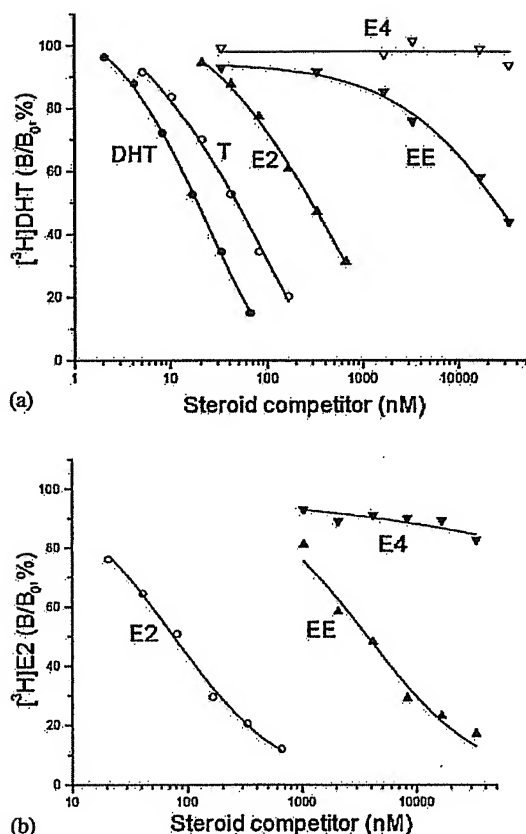 E4
100
80
DHT
T
E2
EE
60
40
20
0
[³H]DHT (B/B₀, %)
1
10
100
1000
10000
(a)
Steroid competitor (nM)
100
E4
80
60
E2
EE
40
20
0
[³H]E2 (B/B₀, %)
10
100
1000
10000
(b)
Steroid competitor (nM)